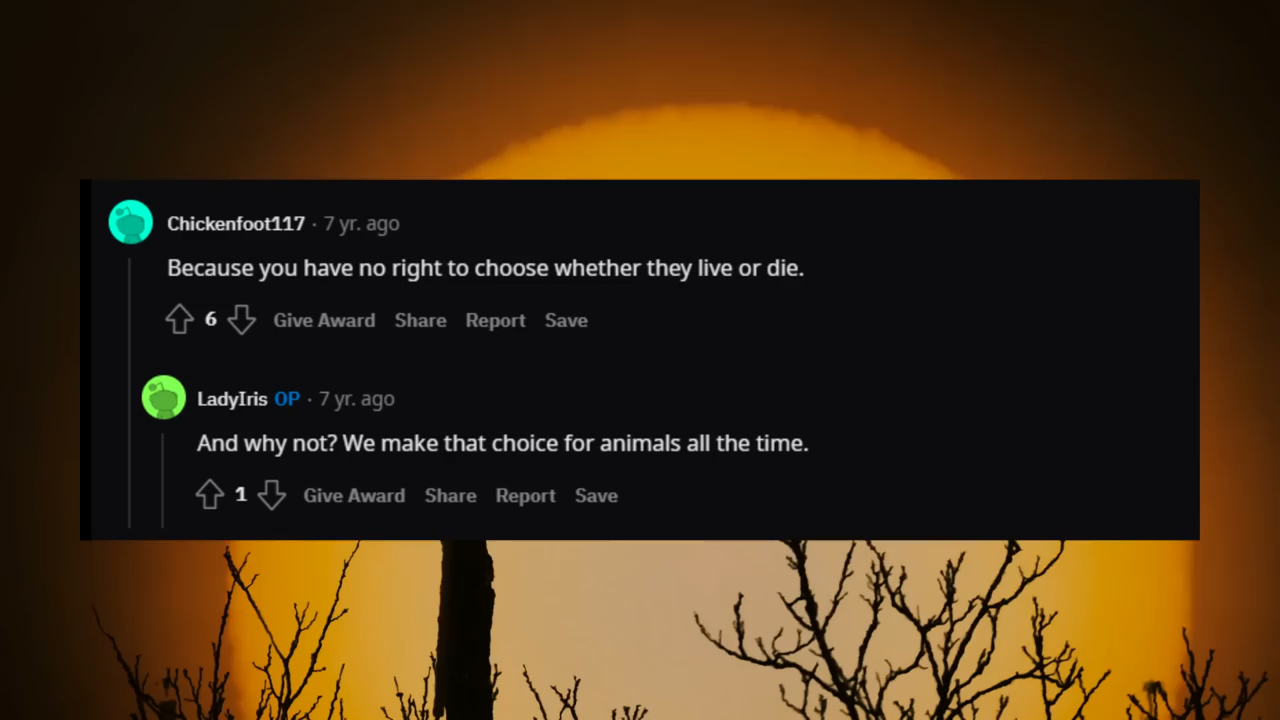 Chickenfoot117 · 7 yr. ago
Because you have no right to choose whether they live or die.
6 Give Award Share Report Save
LadyIris OP · 7 yr. ago
And why not? We make that choice for animals all the time.
1 Give Award Share Report Save